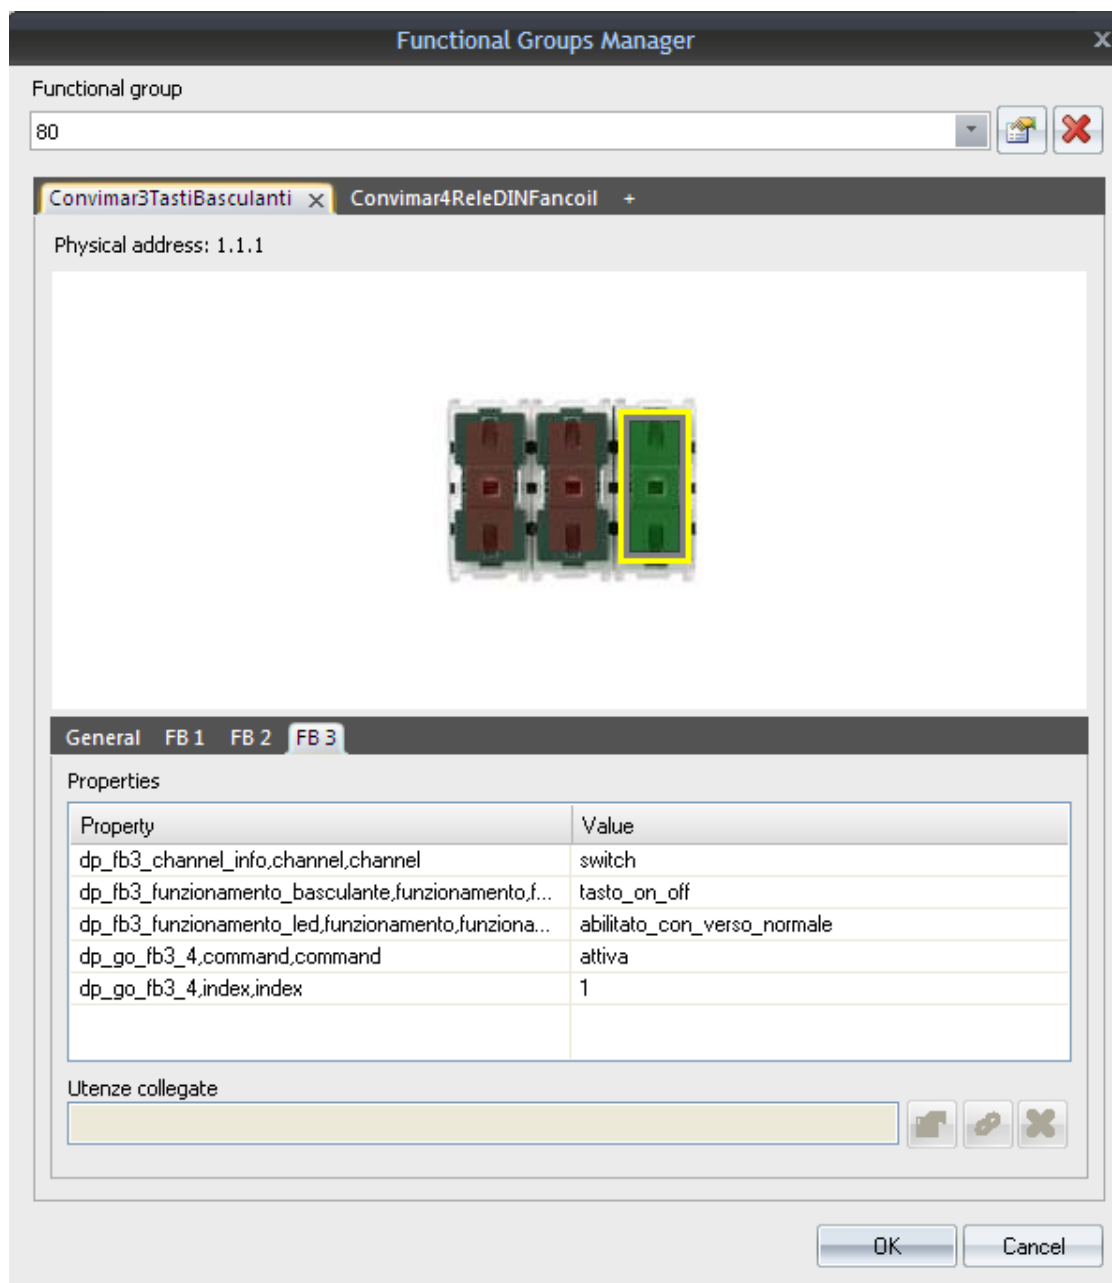 Functional Groups Manager x
Functional group
80
Convimar3TastiBasculanti Convimar4ReleDINFancoil +
Physical address: 1.1.1
General FB 1 FB 2 FB 3
Properties
Property Value
dp_fb3_channel_info,channel,channel switch
dp_fb3_funzionamento_basculante,funzionamento,f... tasto_on_off
dp_fb3_funzionamento_led,funzionamento,funziona... abilitato_con_verso_normale
dp_go_fb3_4,command,command attiva
dp_go_fb3_4,index,index 1
Utenze collegate
OK Cancel